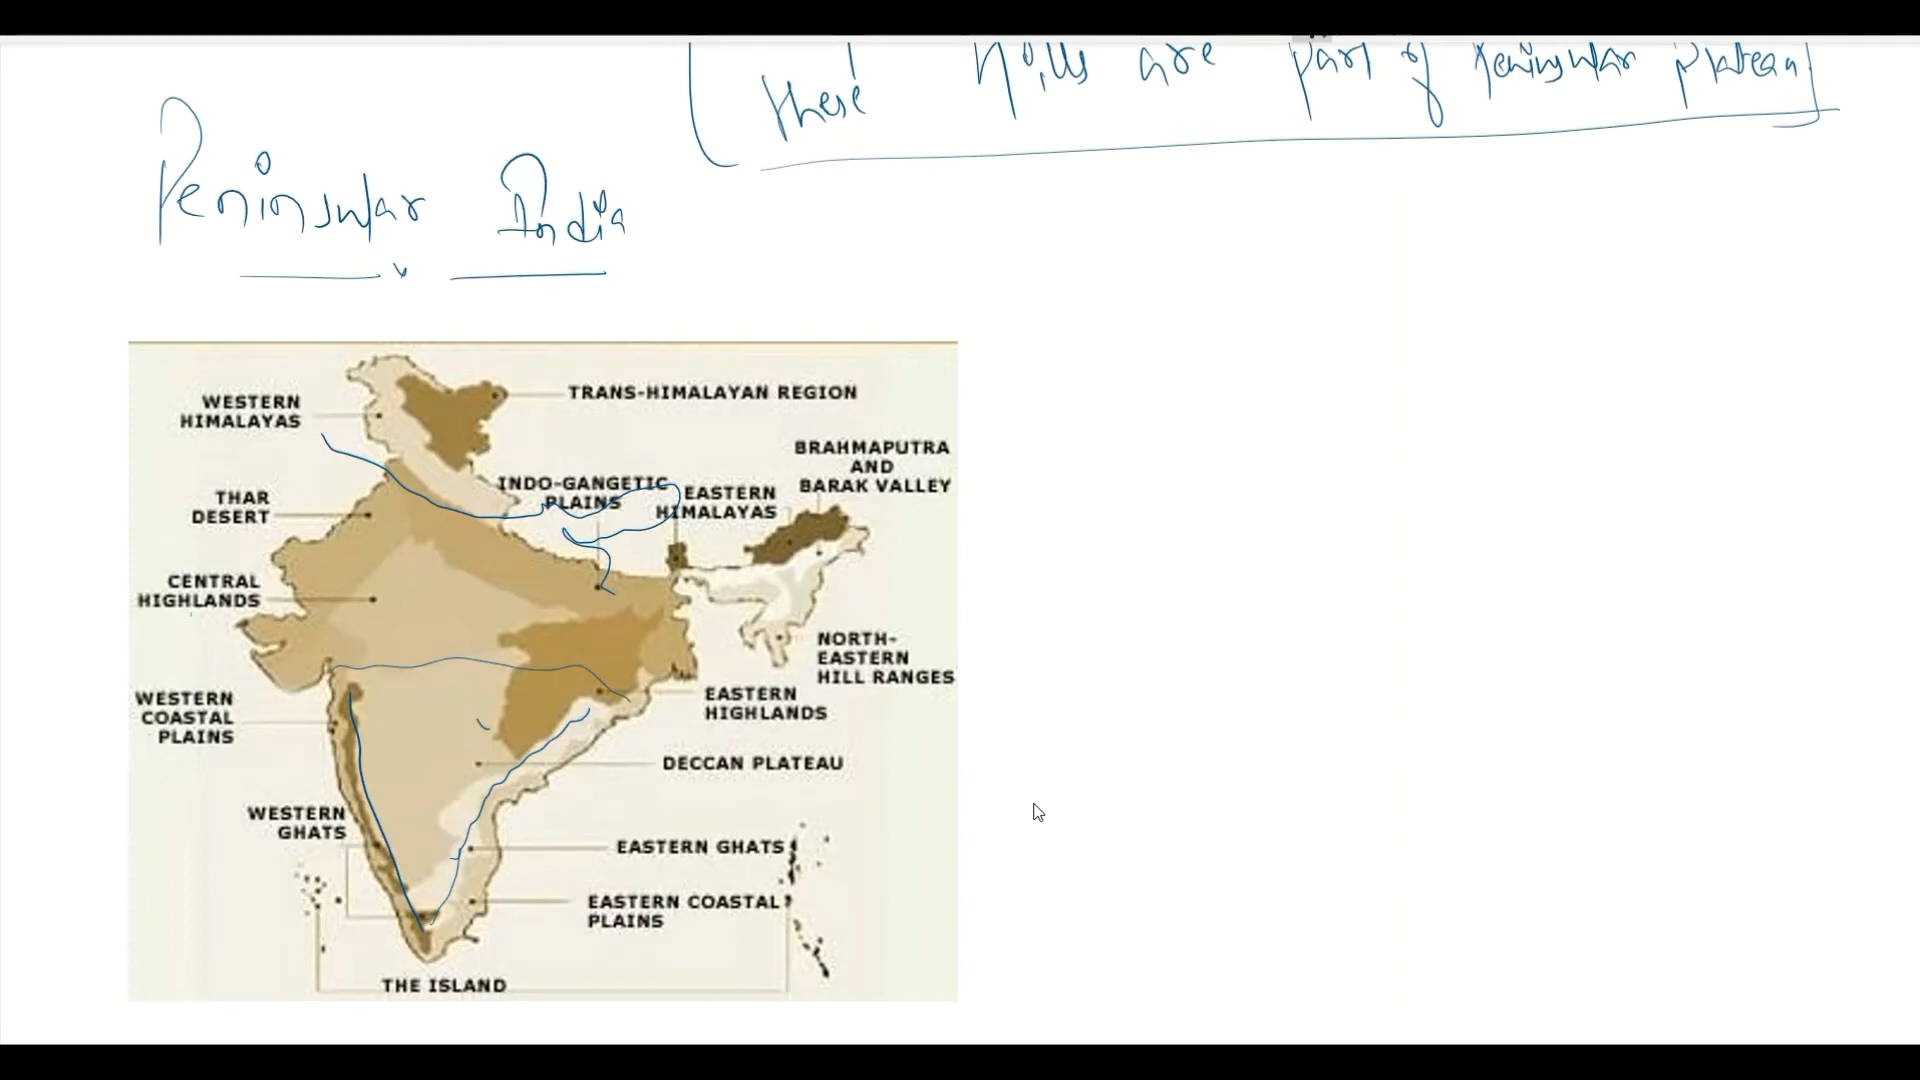 Hills are part of Peninsular Plateau
these
Peninsular India
TRANS-HIMALAYAN REGION
WESTERN
HIMALAYAS
BRAHMAPUTRA
AND
BARAK VALLEY
INDO-GANGETIC
PLAINS
EASTERN
HIMALAYAS
THAR
DESERT
CENTRAL
HIGHLANDS
NORTH-
EASTERN
HILL RANGES
WESTERN
COASTAL
PLAINS
EASTERN
HIGHLANDS
DECCAN PLATEAU
WESTERN
GHATS
EASTERN GHATS
EASTERN COASTAL
PLAINS
THE ISLAND